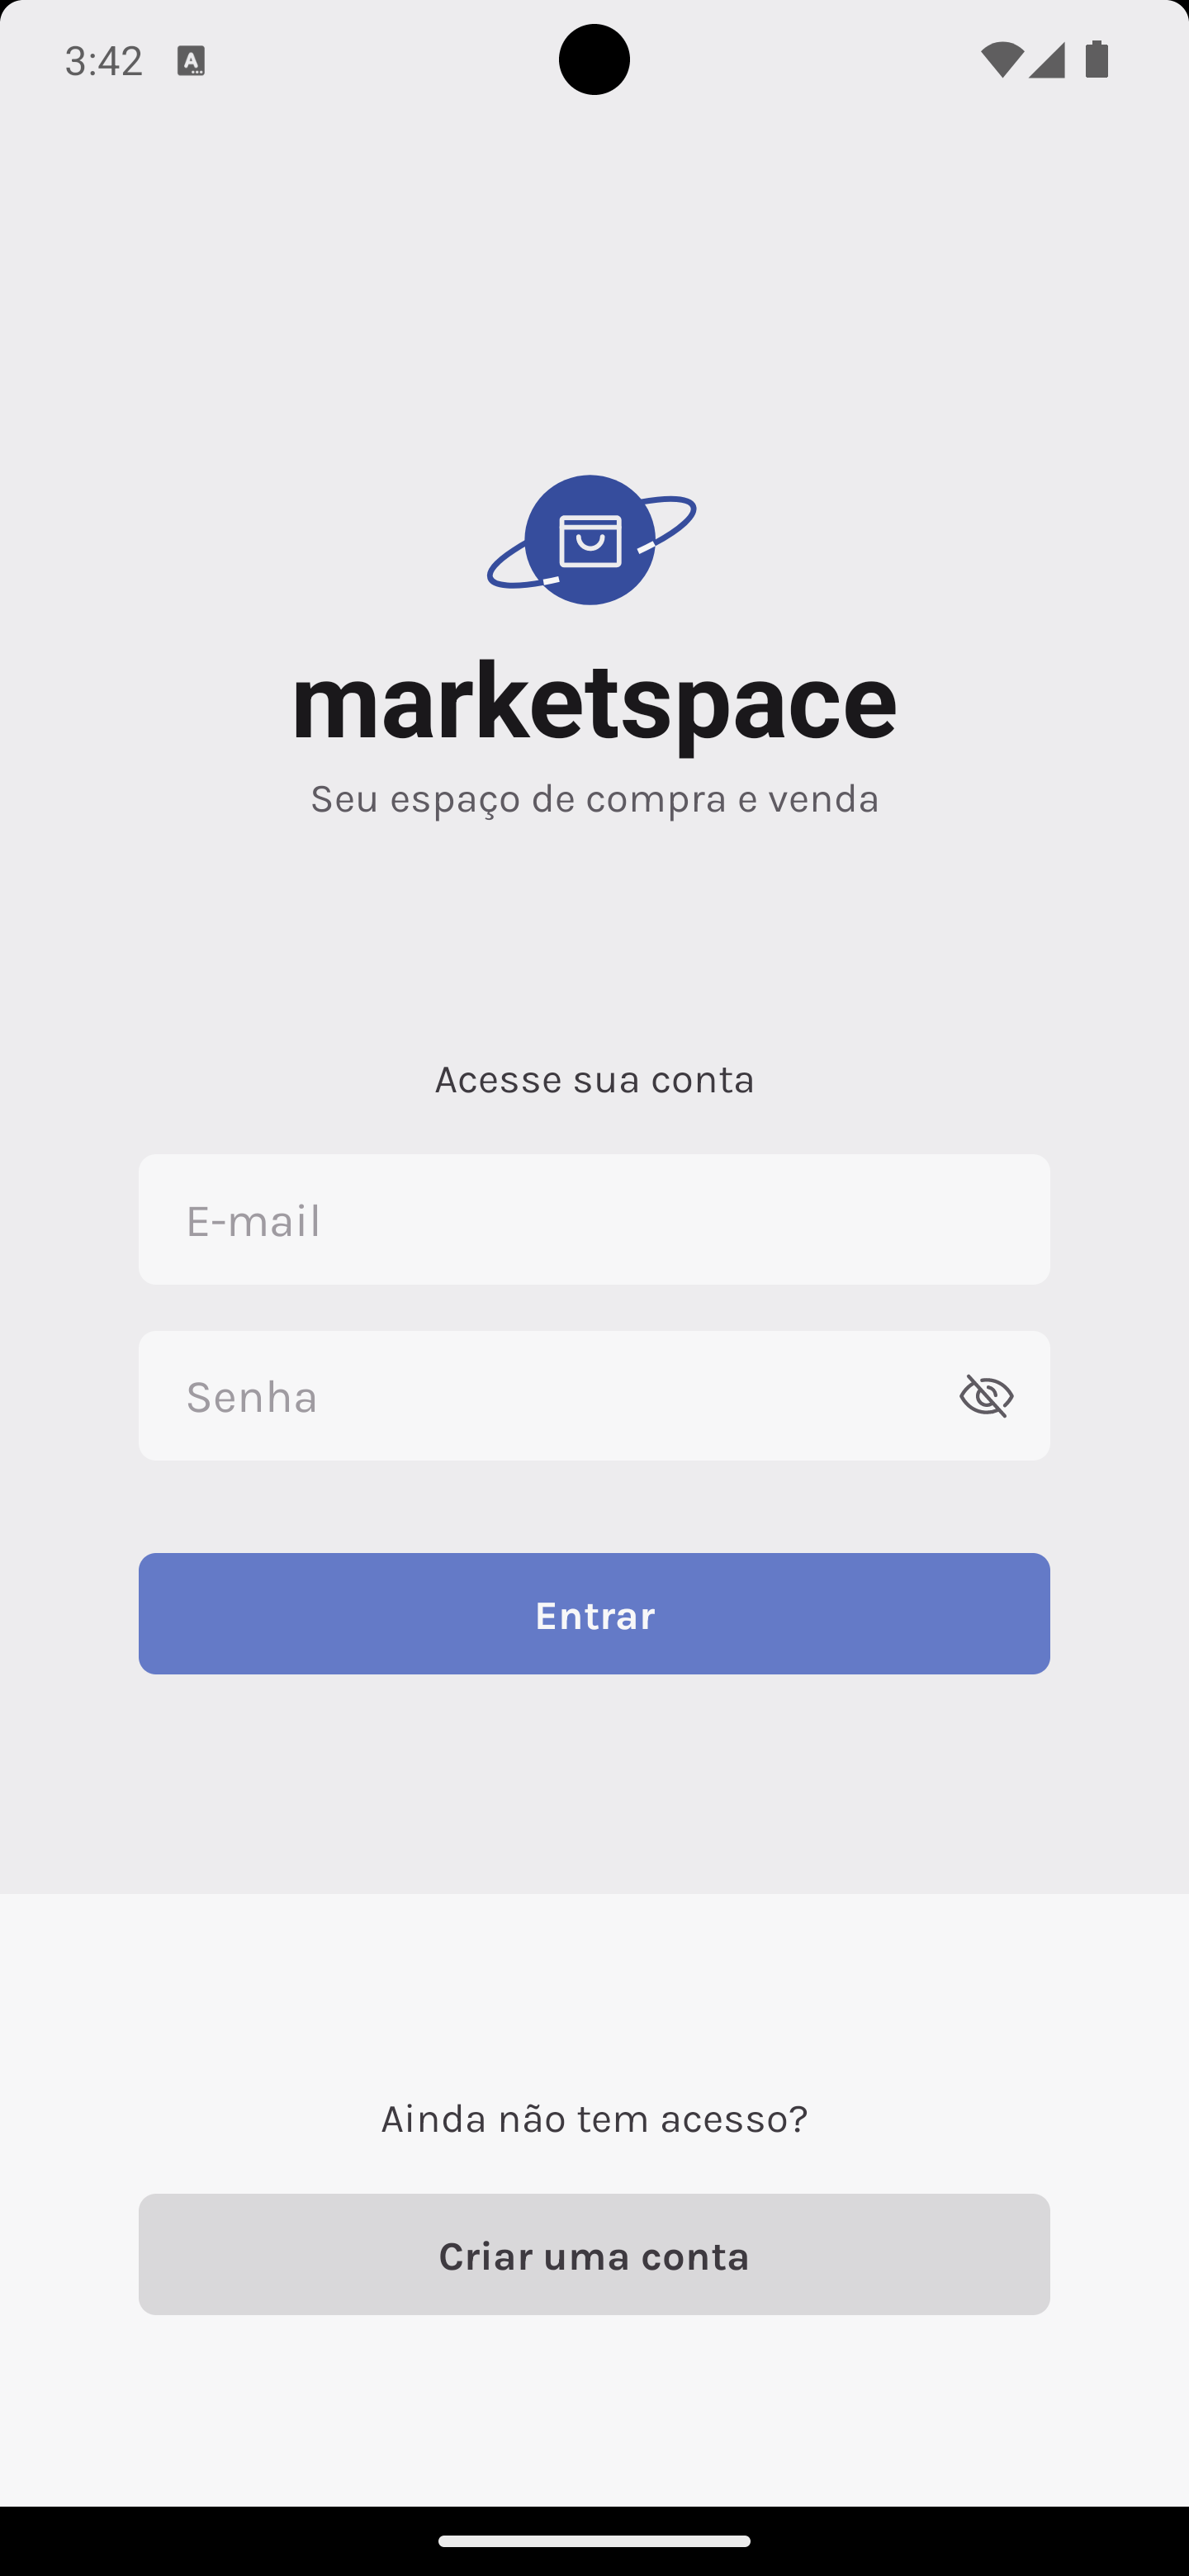 3:42
marketspace
Seu espaço de compra e venda
Acesse sua conta
E-mail
Senha
Entrar
Ainda não tem acesso?
Criar uma conta